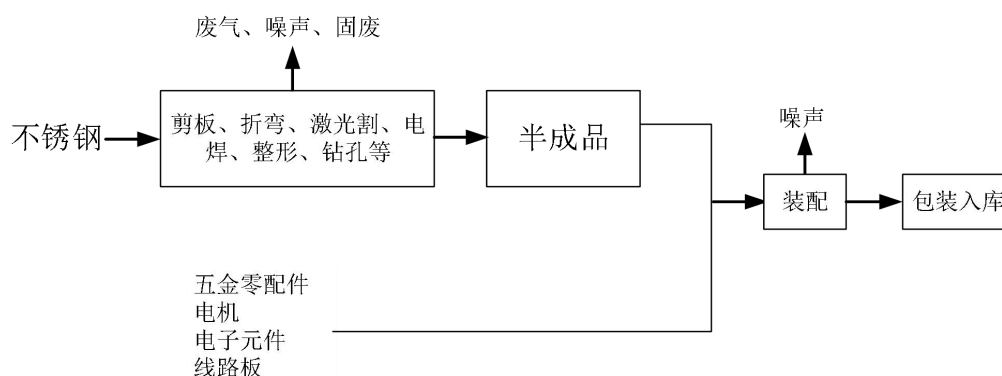 废气、噪声、固废
不锈钢
剪板、折弯、激光割、电
焊、整形、钻孔等
半成品
噪声
装配
包装入库
五金零配件
电机
电子元件
线路板